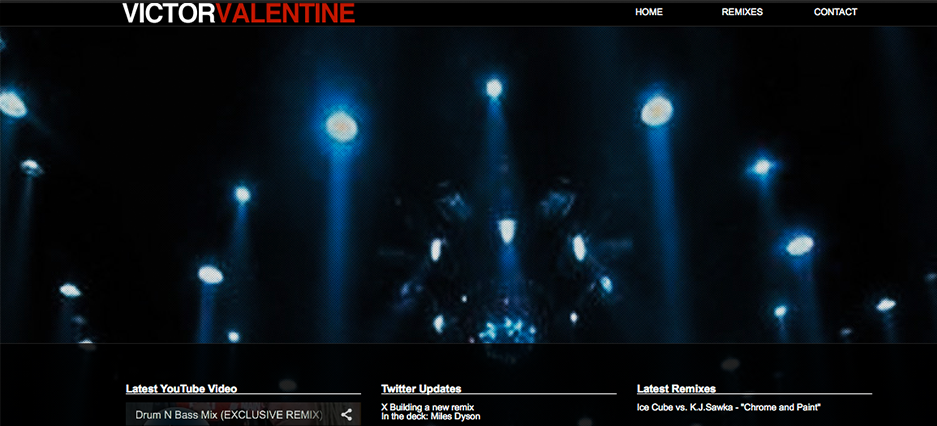 VICTORVALENTINE
HOME REMIXES CONTACT
Latest YouTube Video
Drum N Bass Mix (EXCLUSIVE REMIX)
Twitter Updates
X Building a new remix
In the deck: Miles Dyson
Latest Remixes
Ice Cube vs. K.J.Sawka - "Chrome and Paint"